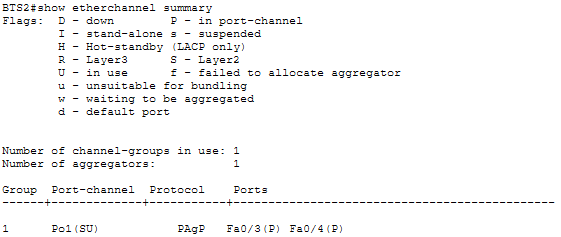 BTS2#show etherchannel summary
Flags:  D - down        P - in port-channel
        I - stand-alone s - suspended
        H - Hot-standby (LACP only)
        R - Layer3      S - Layer2
        U - in use      f - failed to allocate aggregator
        u - unsuitable for bundling
        w - waiting to be aggregated
        d - default port
Number of channel-groups in use: 1
Number of aggregators:           1
Group  Port-channel  Protocol    Ports
------+-------------+-----------+----------------------------------------------
1      Po1(SU)           PAgP   Fa0/3(P) Fa0/4(P)